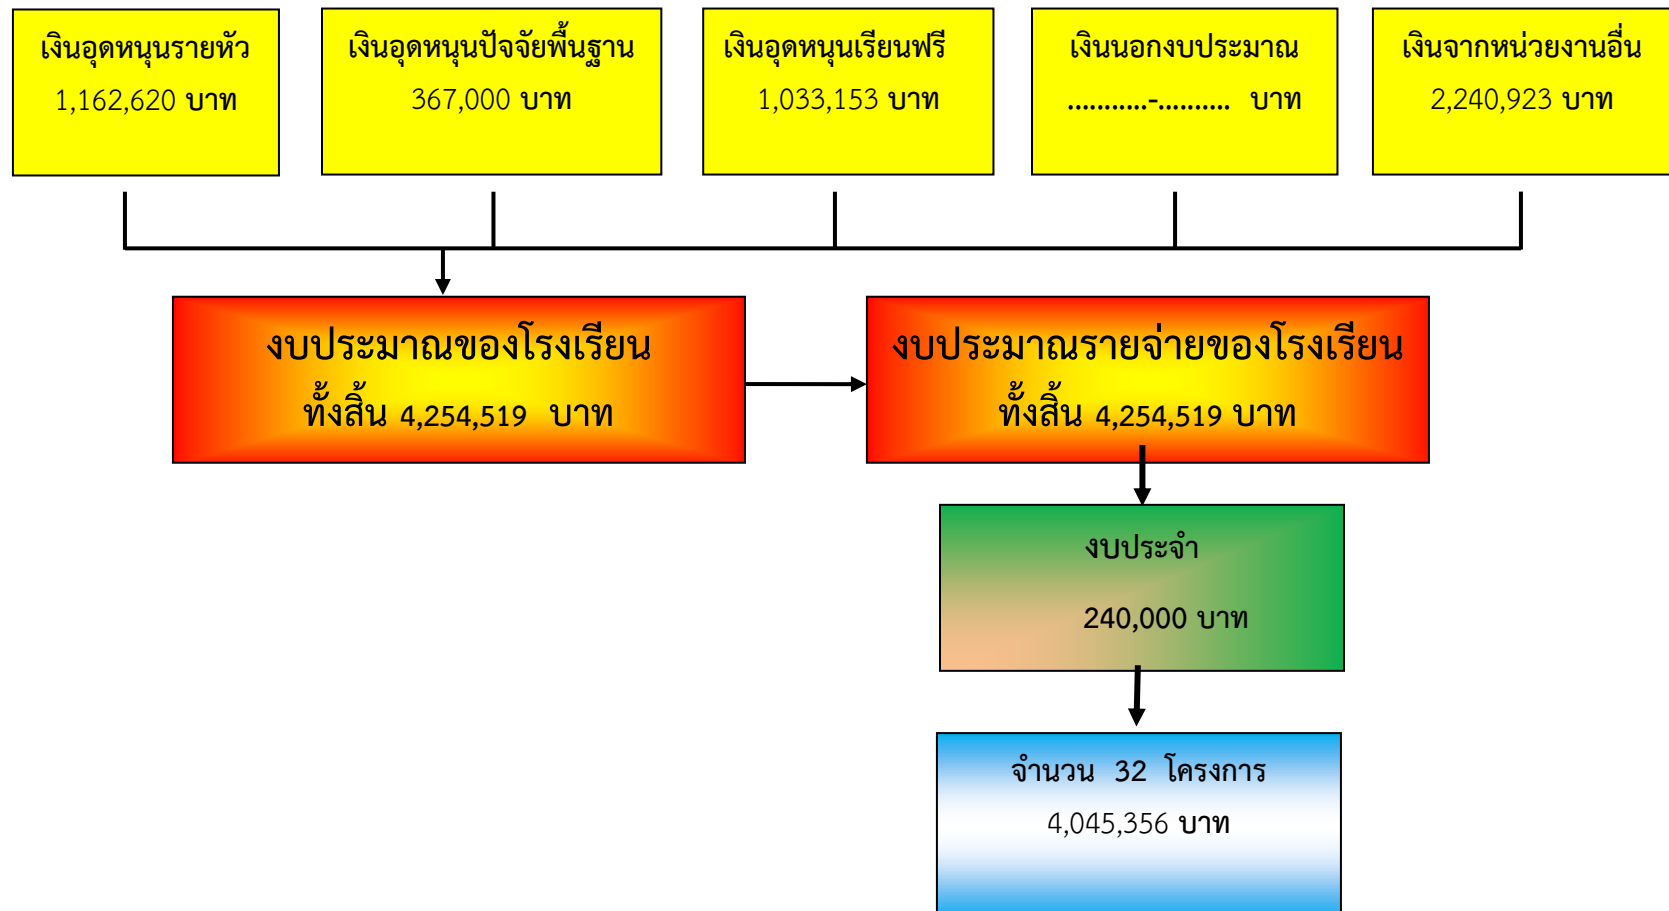 เงินอุดหนุนรายหัว
1,162,620 บาท
เงินอุดหนุนปัจจัยพื้นฐาน
367,000 บาท
เงินอุดหนุนเรียนฟรี
1,033,153 บาท
เงินนอกงบประมาณ
...........-.......... บาท
เงินจากหน่วยงานอื่น
2,240,923 บาท
งบประมาณของโรงเรียน
ทั้งสิ้น 4,254,519 บาท
งบประมาณรายจ่ายของโรงเรียน
ทั้งสิ้น 4,254,519 บาท
งบประจำ
240,000 บาท
จำนวน 32 โครงการ
4,045,356 บาท